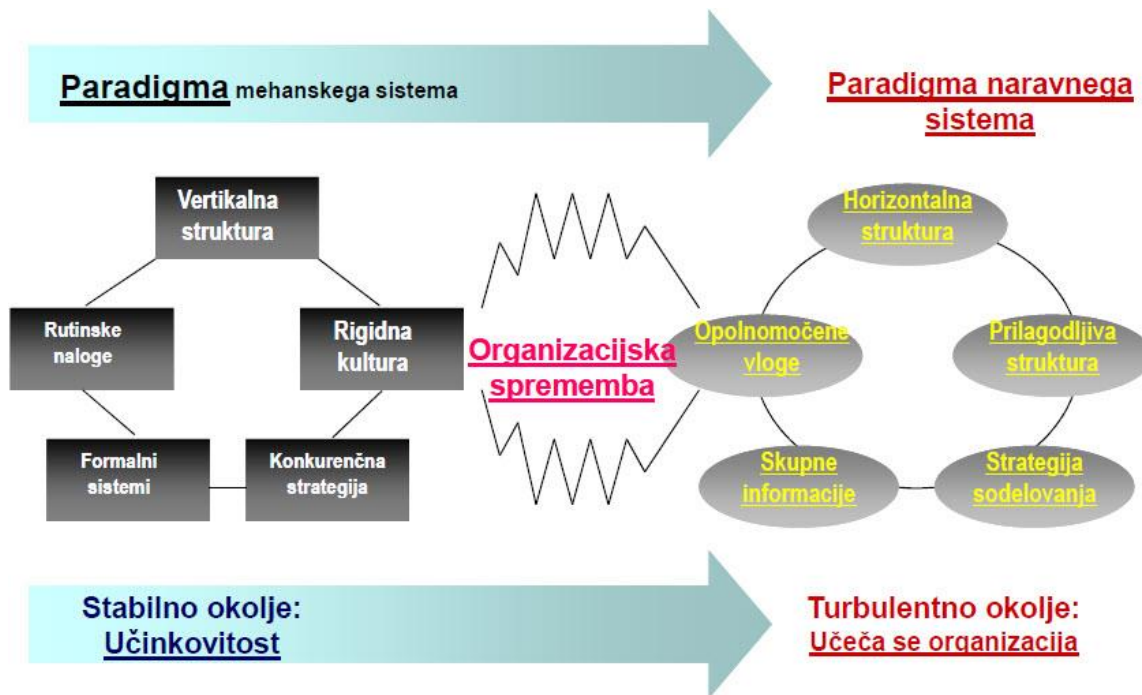 Paradigma mehanskega sistema
Paradigma naravnega
sistema
Vertikalna
struktura
Rutinske
naloge
Rigidna
kultura
Formalni
sistemi
Konkurenčna
strategija
Organizacijska
sprememba
Horizontalna
struktura
Opolnomočene
vloge
Prilagodljiva
struktura
Skupne
informacije
Strategija
sodelovanja
Stabilno okolje:
Učinkovitost
Turbulentno okolje:
Učeča se organizacija